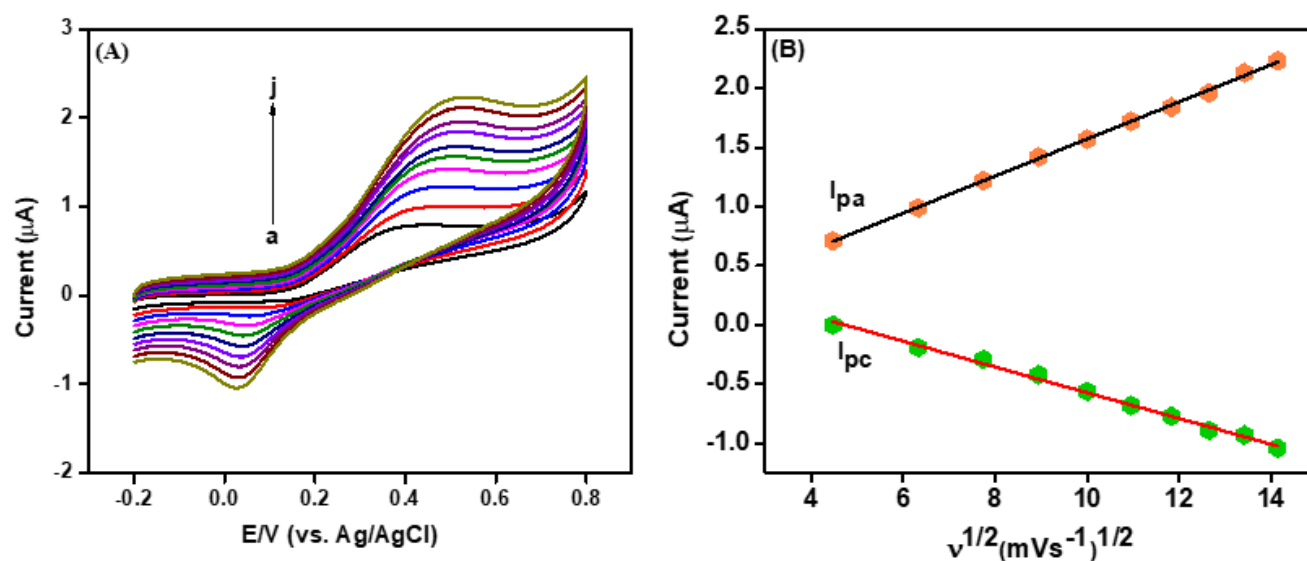 (A)
3
2
1
0
-1
-2
Current (µA)
j
a
-0.2 0.0 0.2 0.4 0.6 0.8
E/V (vs. Ag/AgCl)
(B)
2.5
2.0
1.5
1.0
0.5
0.0
-0.5
-1.0
Current (µA)
Ipa
Ipc
4 6 8 10 12 14
ν1/2(mVs-1)1/2